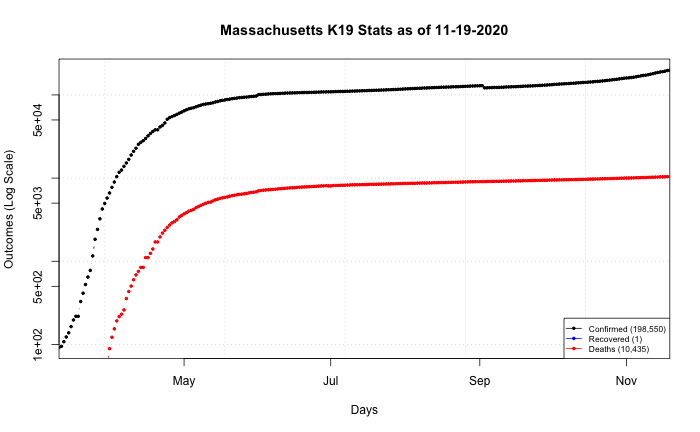 Massachusetts K19 Stats as of 11-19-2020
Outcomes (Log Scale)
5e+04
5e+03
5e+02
1e+02
Confirmed (198,550)
Recovered (1)
Deaths (10,435)
May
Jul
Sep
Nov
Days